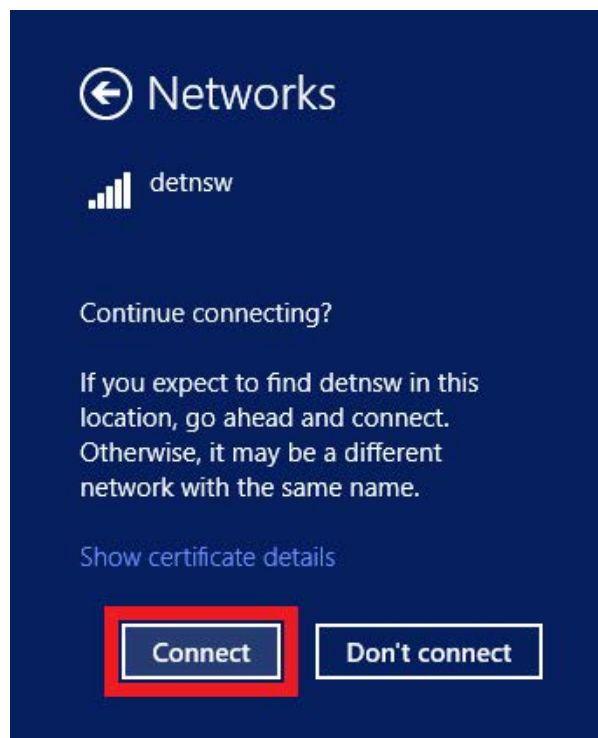 Networks
detnsw
Continue connecting?
If you expect to find detnsw in this
location, go ahead and connect.
Otherwise, it may be a different
network with the same name.
Show certificate details
Connect Don't connect